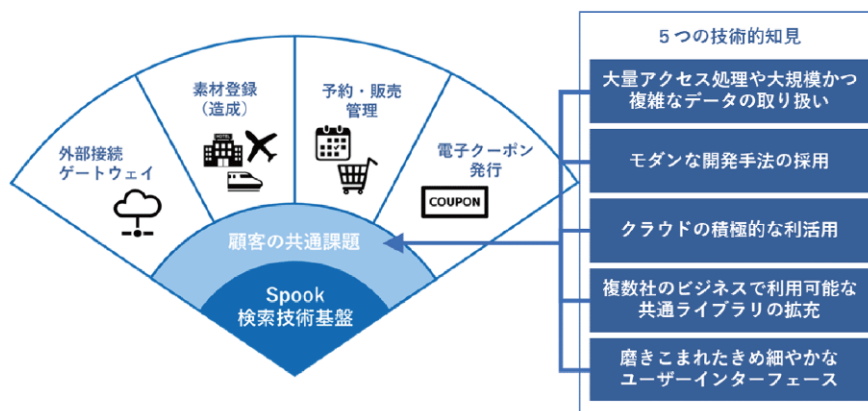 外部接続
ゲートウェイ
素材登録
（造成）
HOTEL
予約・販売
管理
電子クーポン
発行
COUPON
顧客の共通課題
Spook
検索技術基盤
５つの技術的知見
大量アクセス処理や大規模かつ
複雑なデータの取り扱い
モダンな開発手法の採用
クラウドの積極的な利活用
複数社のビジネスで利用可能な
共通ライブラリの拡充
磨きこまれたきめ細やかな
ユーザーインターフェース